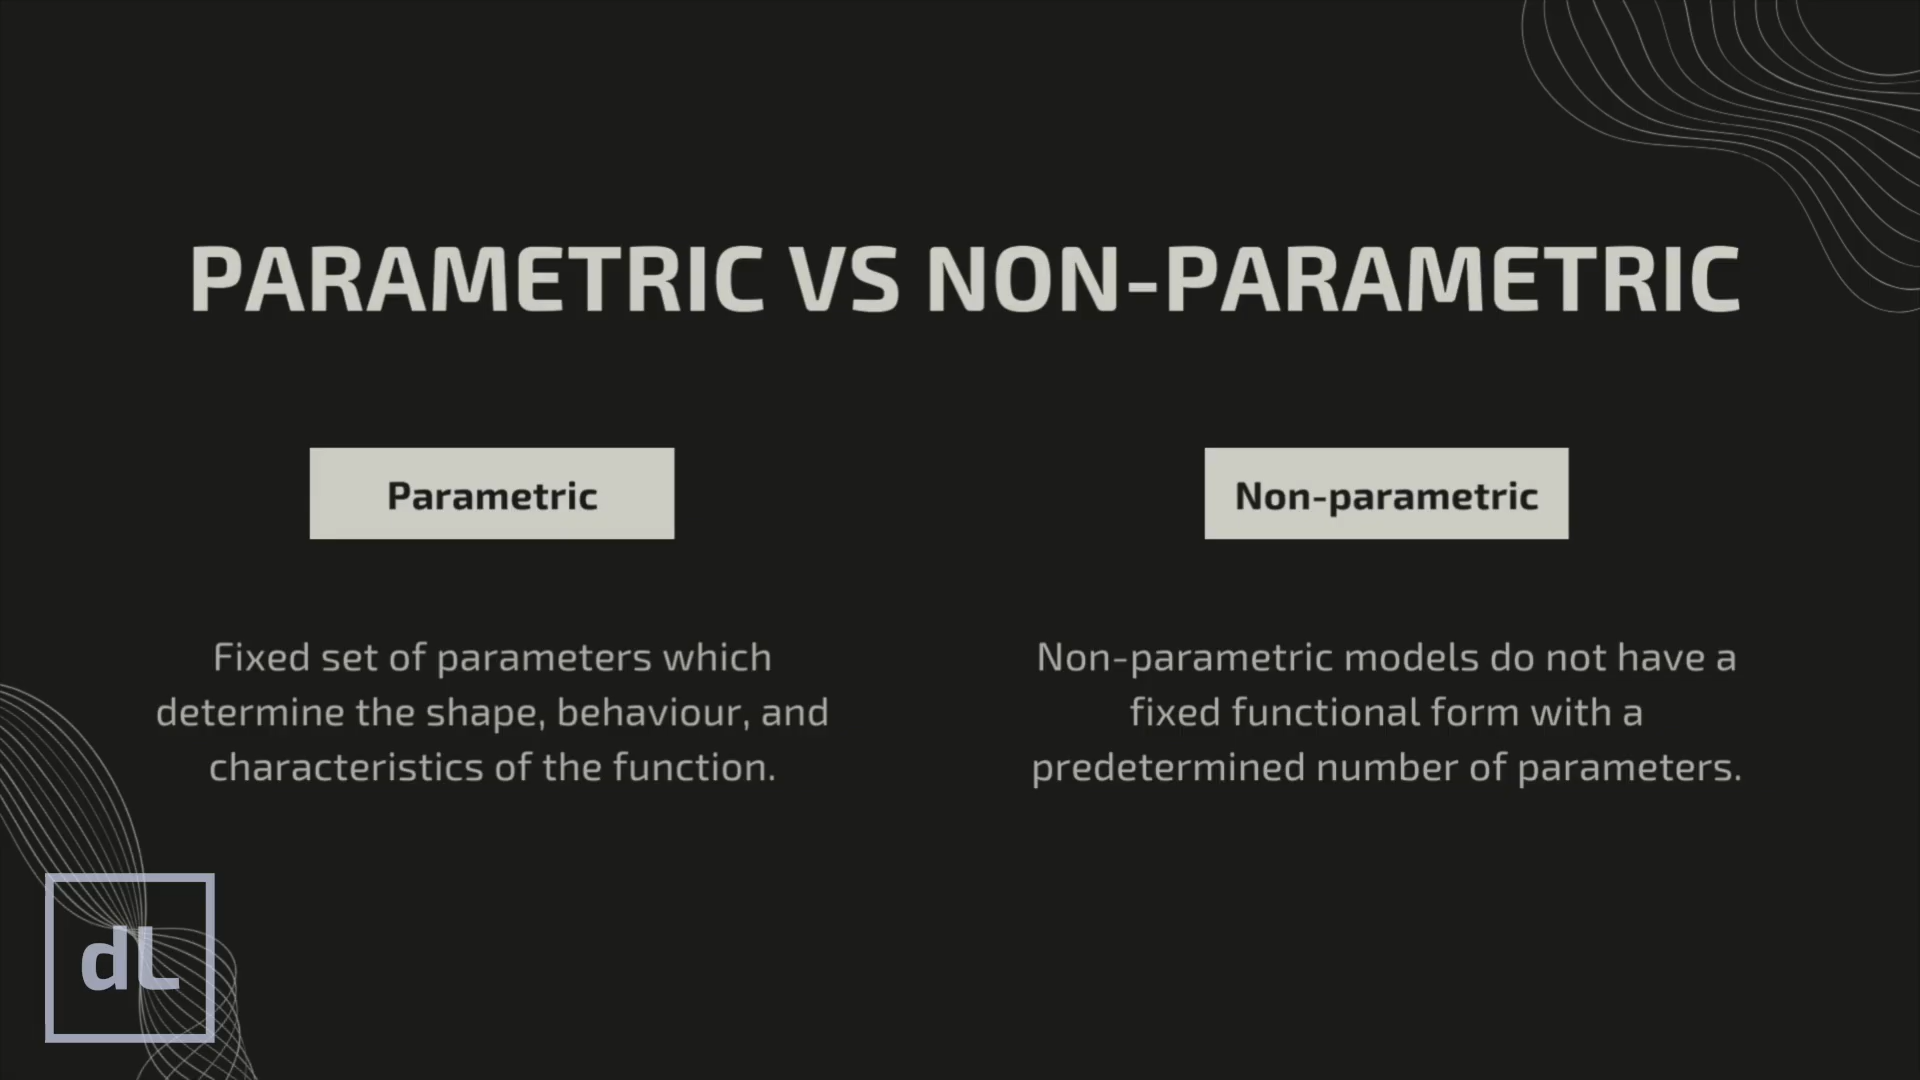 PARAMETRIC VS NON-PARAMETRIC
Parametric
Fixed set of parameters which
determine the shape, behaviour, and
characteristics of the function.
Non-parametric
Non-parametric models do not have a
fixed functional form with a
predetermined number of parameters.
dL